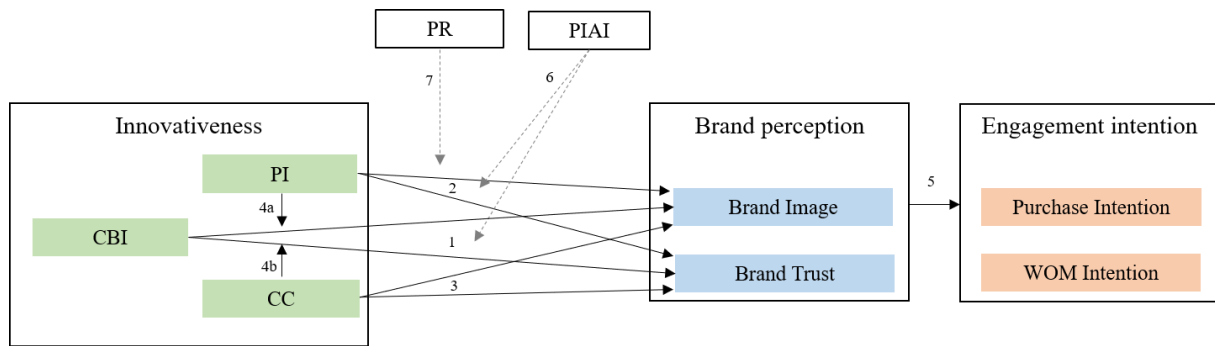 PR
PIAI
7
6
Innovativeness
Brand perception
Engagement intention
PI
2
5
4a
Brand Image
Purchase Intention
CBI
1
4b
Brand Trust
WOM Intention
CC
3